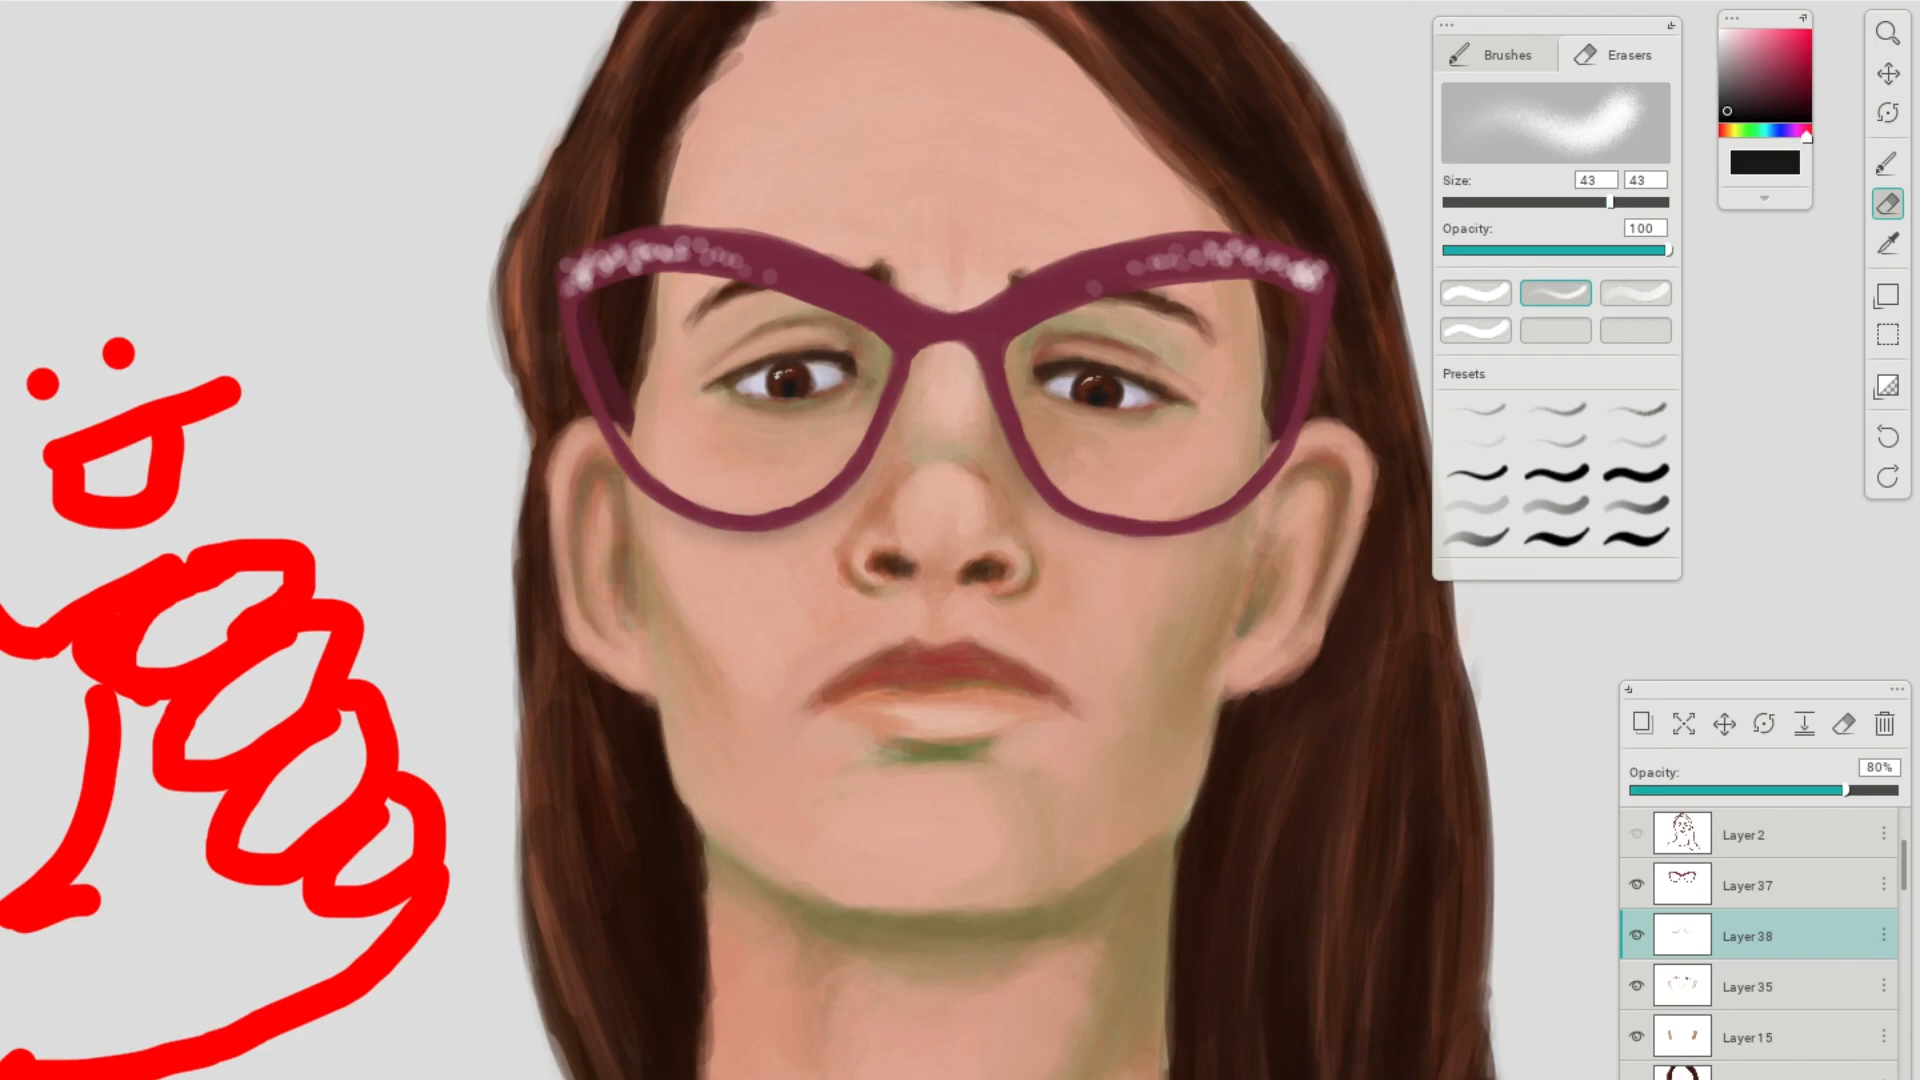 Brushes
Erasers
Size: 43 43
Opacity: 100
Presets
Opacity: 80%
Layer 2
Layer 37
Layer 38
Layer 35
Layer 15